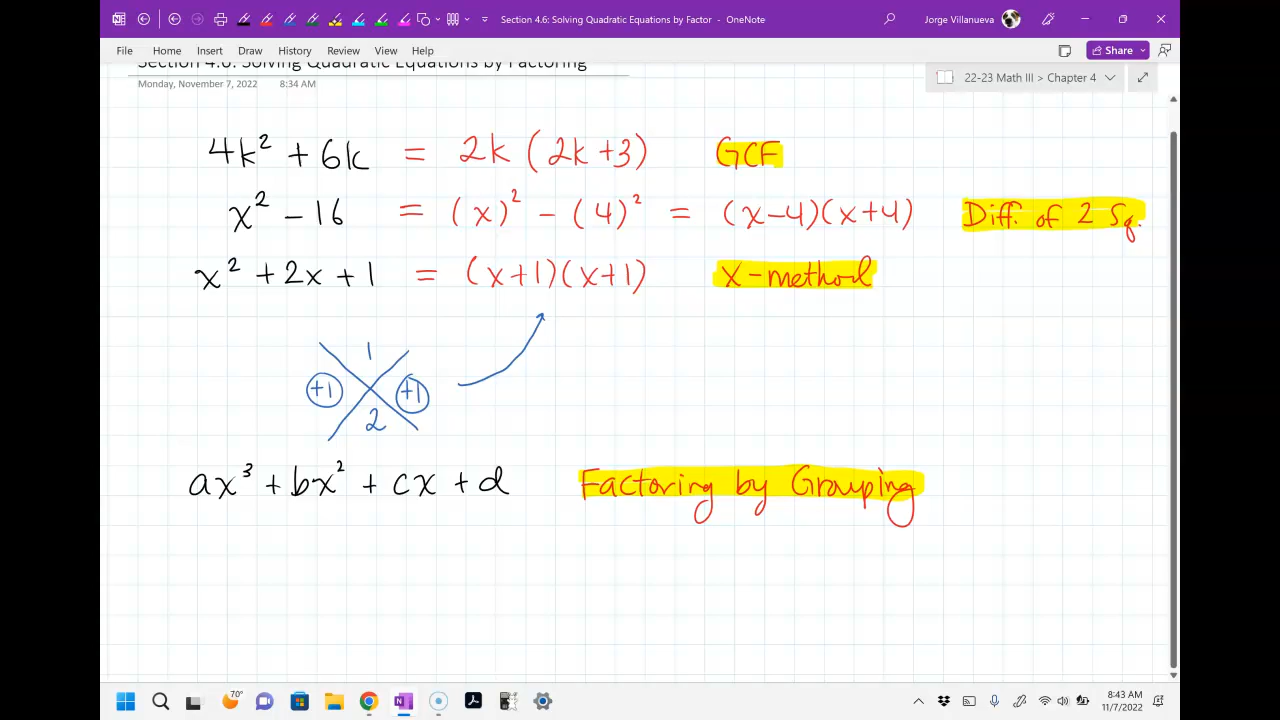 Section 4.6: Solving Quadratic Equations by Factor - OneNote
Jorge Villanueva
File Home Insert Draw History Review View Help
Share
Section 4.6: Solving Quadratic Equations by Factoring
Monday, November 7, 2022 8:34 AM
22-23 Math III > Chapter 4
4k² + 6k = 2k (2k+3) GCF
x² - 16 = (x)² - (4)² = (x-4)(x+4) Diff. of 2 Sq.
x² + 2x + 1 = (x+1)(x+1) X-method
1
+1 +1
2
ax³ + bx² + cx + d Factoring by Grouping
70°
8:43 AM
11/7/2022